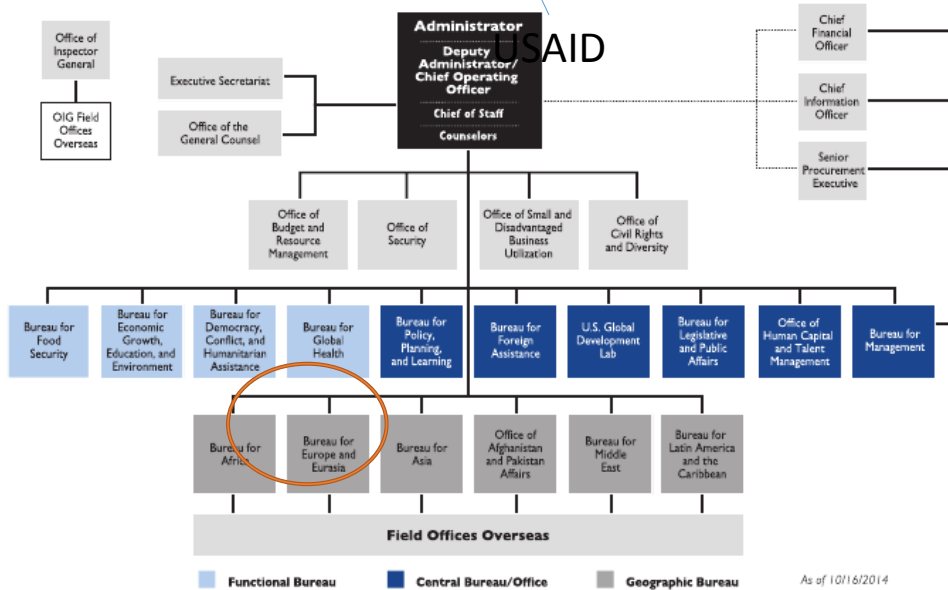 Office of
Inspector
General
OIG Field
Offices
Overseas
Executive Secretariat
Office of the
General Counsel
Administrator
USAID
Deputy
Administrator/
Chief Operating
Officer
Chief of Staff
Counselors
Chief
Financial
Officer
Chief
Information
Officer
Senior
Procurement
Executive
Office of
Budget and
Resource
Management
Office of
Security
Office of Small and
Disadvantaged
Business
Utilization
Office of
Civil Rights
and Diversity
Bureau for
Food
Security
Bureau for
Economic
Growth,
Education, and
Environment
Bureau for
Democracy,
Conflict, and
Humanitarian
Assistance
Bureau for
Global
Health
Bureau for
Policy,
Planning,
and Learning
Bureau for
Foreign
Assistance
U.S. Global
Development
Lab
Bureau for
Legislative
and Public
Affairs
Office of
Human Capital
and Talent
Management
Bureau for
Management
Bureau for
Africa
Bureau for
Europe and
Eurasia
Bureau for
Asia
Office of
Afghanistan
and Pakistan
Affairs
Bureau for
Middle
East
Bureau for
Latin America
and the
Caribbean
Field Offices Overseas
Functional Bureau
Central Bureau/Office
Geographic Bureau
As of 10/16/2014